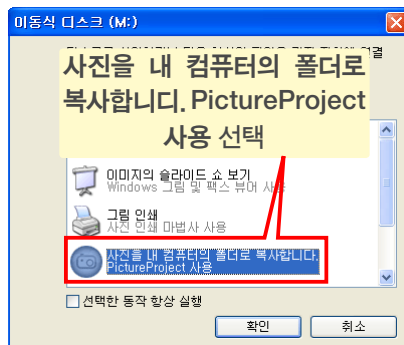 이동식 디스크 (M:)
연결
사진을 내 컴퓨터의 폴더로
복사합니디. PictureProject
사용 선택
이미지의 슬라이드 쇼 보기
Windows 그림 및 팩스 뷰어 사용
그림 인쇄
사진 인쇄 마법사 사용
사진을 내 컴퓨터의 폴더로 복사합니다.
PictureProject 사용
선택한 동작 항상 실행
확인
취소